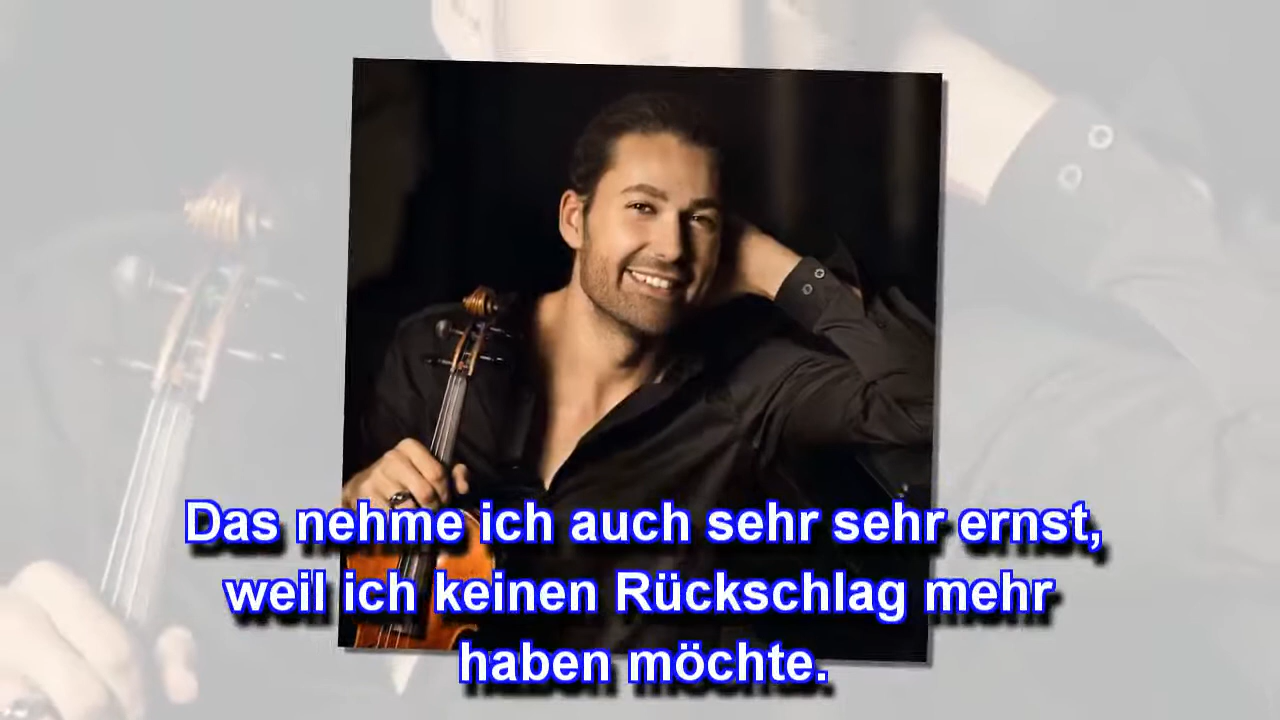 Das nehme ich auch sehr sehr ernst,
weil ich keinen Rückschlag mehr
haben möchte.